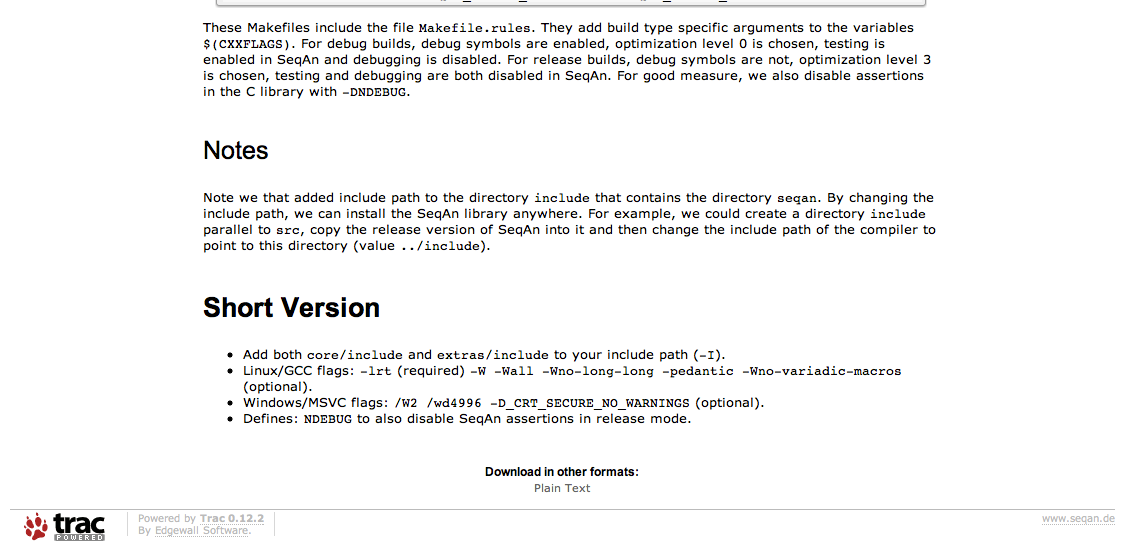 These Makefiles include the file Makefile.rules. They add build type specific arguments to the variables
$(CXXFLAGS). For debug builds, debug symbols are enabled, optimization level 0 is chosen, testing is
enabled in SeqAn and debugging is disabled. For release builds, debug symbols are not, optimization level 3
is chosen, testing and debugging are both disabled in SeqAn. For good measure, we also disable assertions
in the C library with -DNDEBUG.
Notes
Note we that added include path to the directory include that contains the directory seqan. By changing the
include path, we can install the SeqAn library anywhere. For example, we could create a directory include
parallel to src, copy the release version of SeqAn into it and then change the include path of the compiler to
point to this directory (value ../include).
Short Version
• Add both core/include and extras/include to your include path (-I).
• Linux/GCC flags: -lrt (required) -W -Wall -Wno-long-long -pedantic -Wno-variadic-macros
(optional).
• Windows/MSVC flags: /W2 /wd4996 -D_CRT_SECURE_NO_WARNINGS (optional).
• Defines: NDEBUG to also disable SeqAn assertions in release mode.
Download in other formats:
Plain Text
trac
POWERED
Powered by Trac 0.12.2
By Edgewall Software.
www.seqan.de